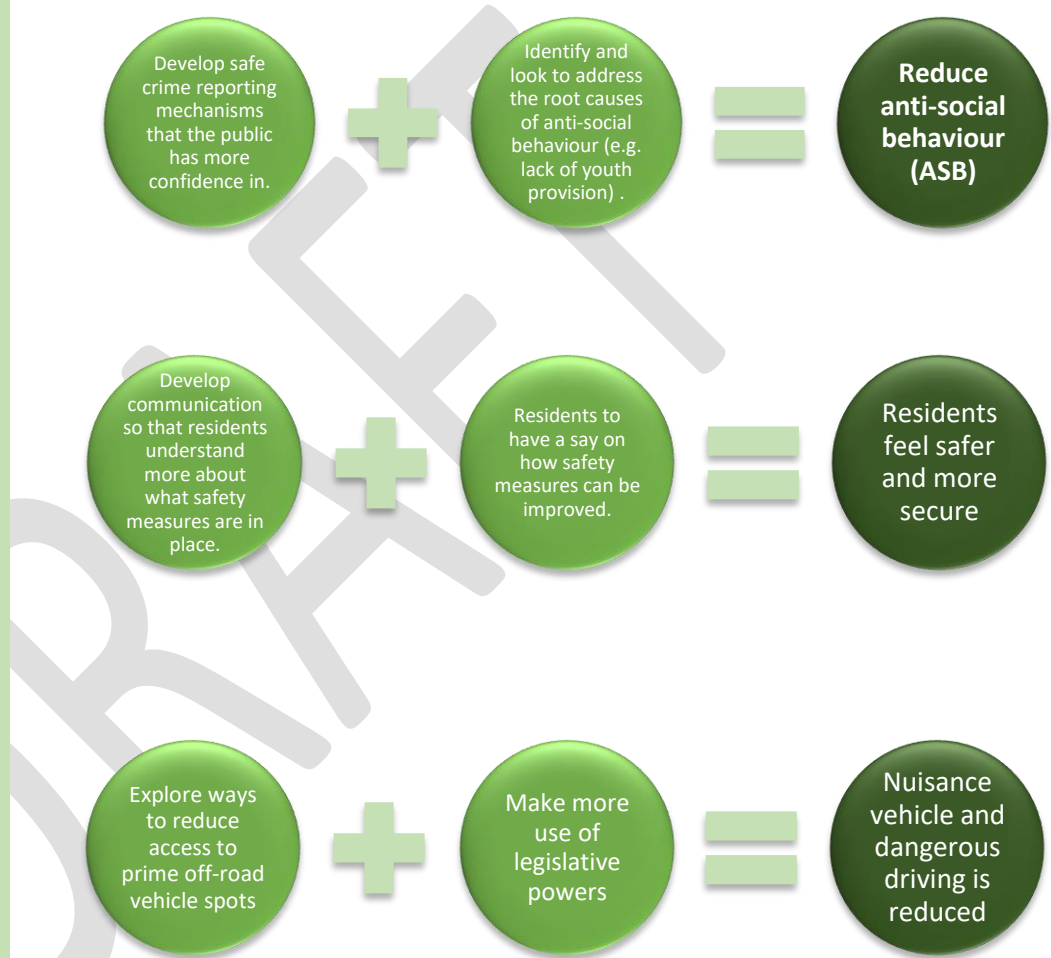 Develop safe
crime reporting
mechanisms
that the public
has more
confidence in.
Identify and
look to address
the root causes
of anti-social
behaviour (e.g.
lack of youth
provision) .
Reduce
anti-social
behaviour
(ASB)
Develop
communication
so that residents
understand
more about
what safety
measures are in
place.
Residents to
have a say on
how safety
measures can be
improved.
Residents
feel safer
and more
secure
Explore ways
to reduce
access to
prime off-road
vehicle spots
Make more
use of
legislative
powers
Nuisance
vehicle and
dangerous
driving is
reduced
DRAFT